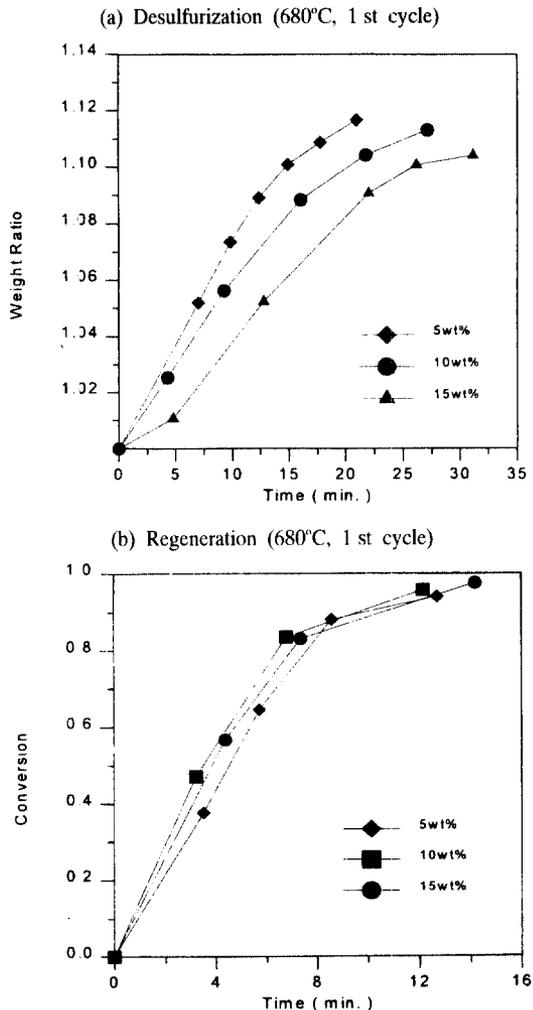 (a) Desulfurization (680°C, 1 st cycle)
1.14
1.12
1.10
1.08
1.06
1.04
1.02
Weight Ratio
5wt%
10wt%
15wt%
0 5 10 15 20 25 30 35
Time ( min. )
(b) Regeneration (680°C, 1 st cycle)
1 0
0 8
0 6
0 4
0 2
0.0
Conversion
5wt%
10wt%
15wt%
0 4 8 12 16
Time ( min. )